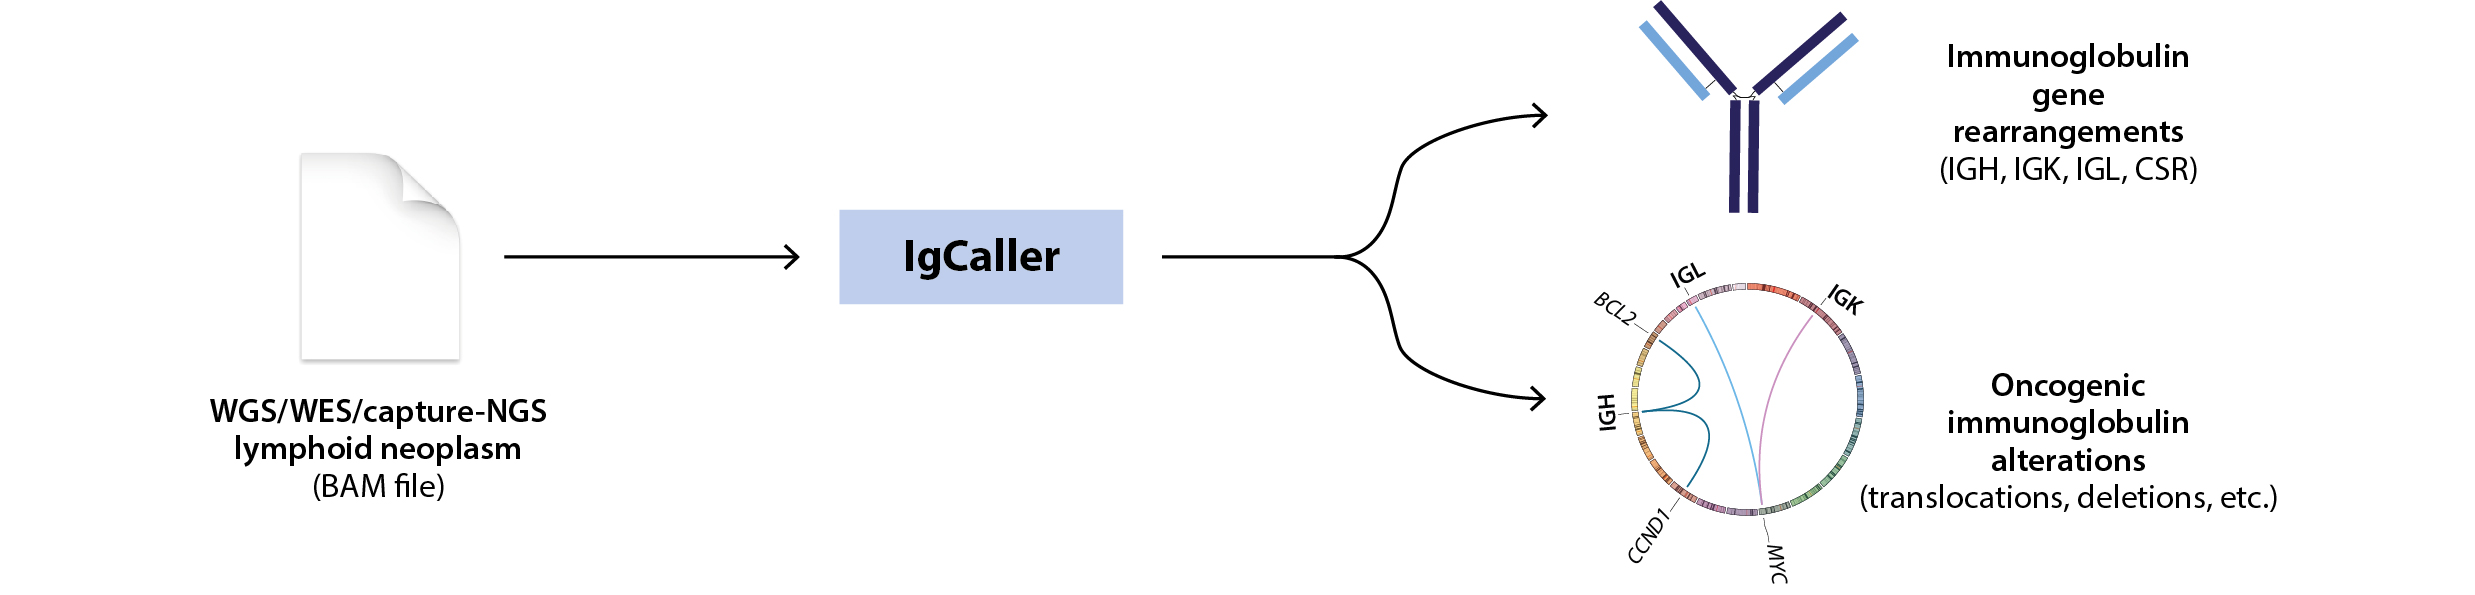 WGS/WES/capture-NGS
lymphoid neoplasm
(BAM file)
IgCaller
Immunoglobulin
gene
rearrangements
(IGH, IGK, IGL, CSR)
IGL
IGK
BCL2
IGH
CCND1
MYC
Oncogenic
immunoglobulin
alterations
(translocations, deletions, etc.)